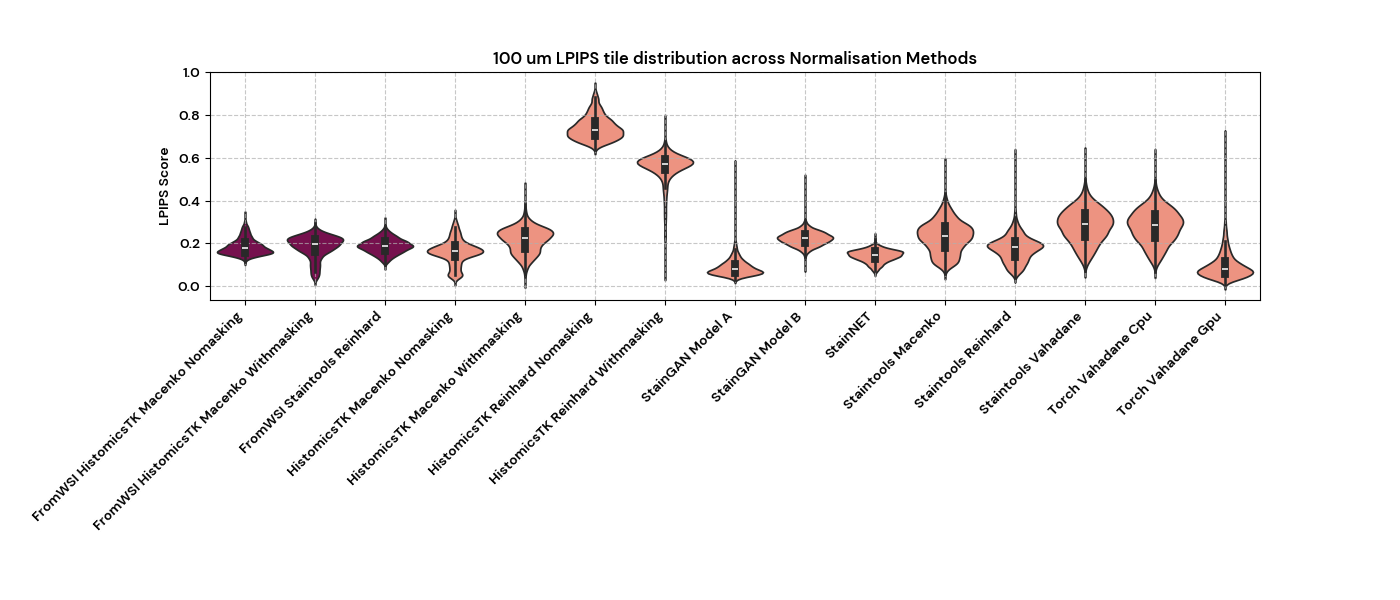 100 um LPIPS tile distribution across Normalisation Methods
1.0
0.8
0.6
0.4
0.2
0.0
LPIPS Score
FromWSI HistomicsTK Macenko Nomasking
FromWSI HistomicsTK Macenko Withmasking
FromWSI Staintools Reinhard
HistomicsTK Macenko Nomasking
HistomicsTK Macenko Withmasking
HistomicsTK Reinhard Nomasking
HistomicsTK Reinhard Withmasking
StainGAN Model A
StainGAN Model B
StainNET
Staintools Macenko
Staintools Reinhard
Staintools Vahadane
Torch Vahadane Cpu
Torch Vahadane Gpu